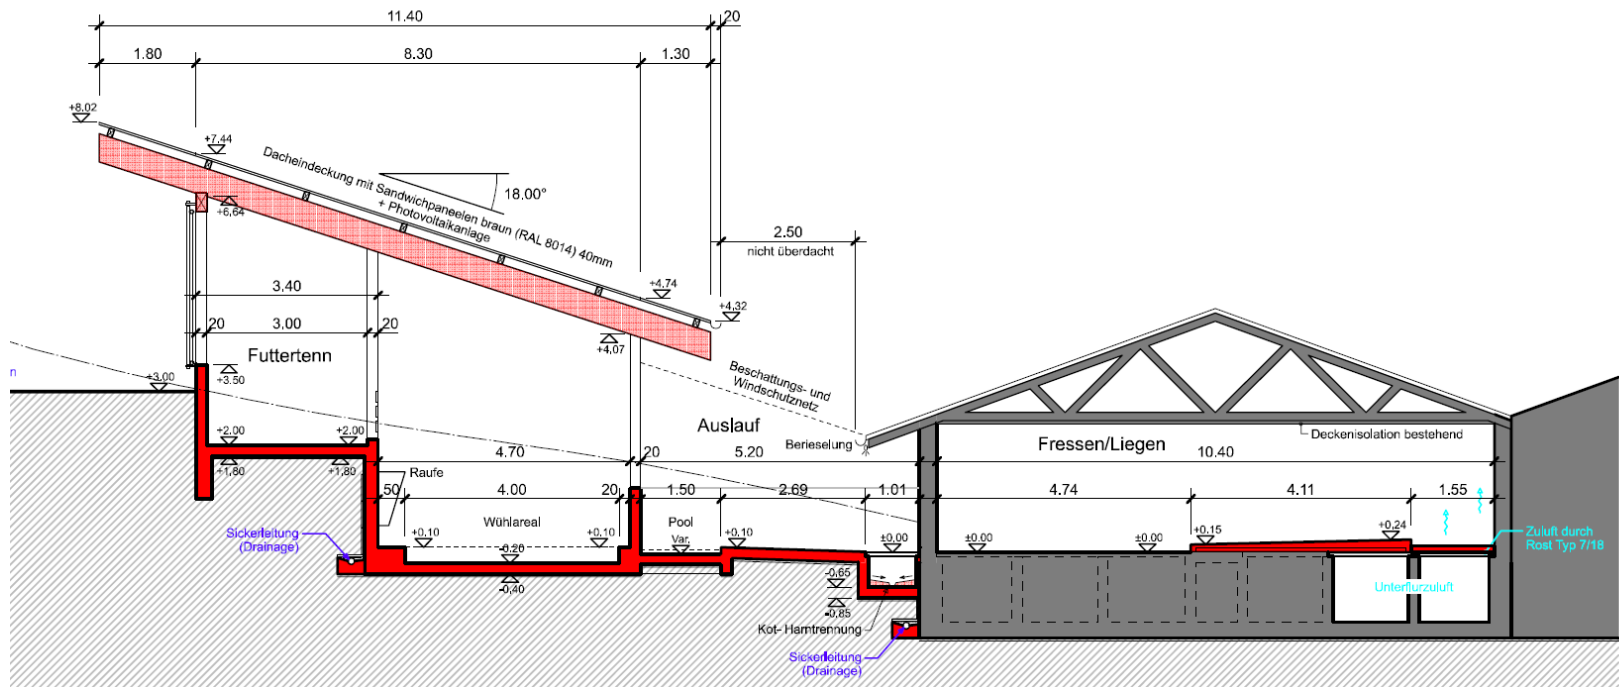 11.40
20
1.80
8.30
1.30
+8.02
+7.44
Dacheindeckung mit Sandwichpaneelen braun (RAL 8014) 40mm
+ Photovoltaikanlage
18.00°
+6,64
2.50
nicht überdacht
3.40
+4.74
+4.32
20
3.00
20
+4,07
Futtertenn
n
+3.00
+3.50
Beschattungs- und
Windschutznetz
Auslauf
+2.00
+2.00
Berieselung
Deckenisolation bestehend
Fressen/Liegen
+1,80
+1,80
4.70
20
5.20
10.40
Raufe
50
4.00
20
1.50
2.69
1.01
4.74
4.11
1.55
Wühlareal
Pool
Var.
+0,10
+0,10
+0,10
±0,00
±0.00
±0.00
+0.15
+0.24
Sickerleitung
(Drainage)
Zuluft durch
Rost Typ 7/18
-0.20
-0,40
-0.65
-0.85
Unterflurzuluft
Kot- Harntrennung
Sickerleitung
(Drainage)